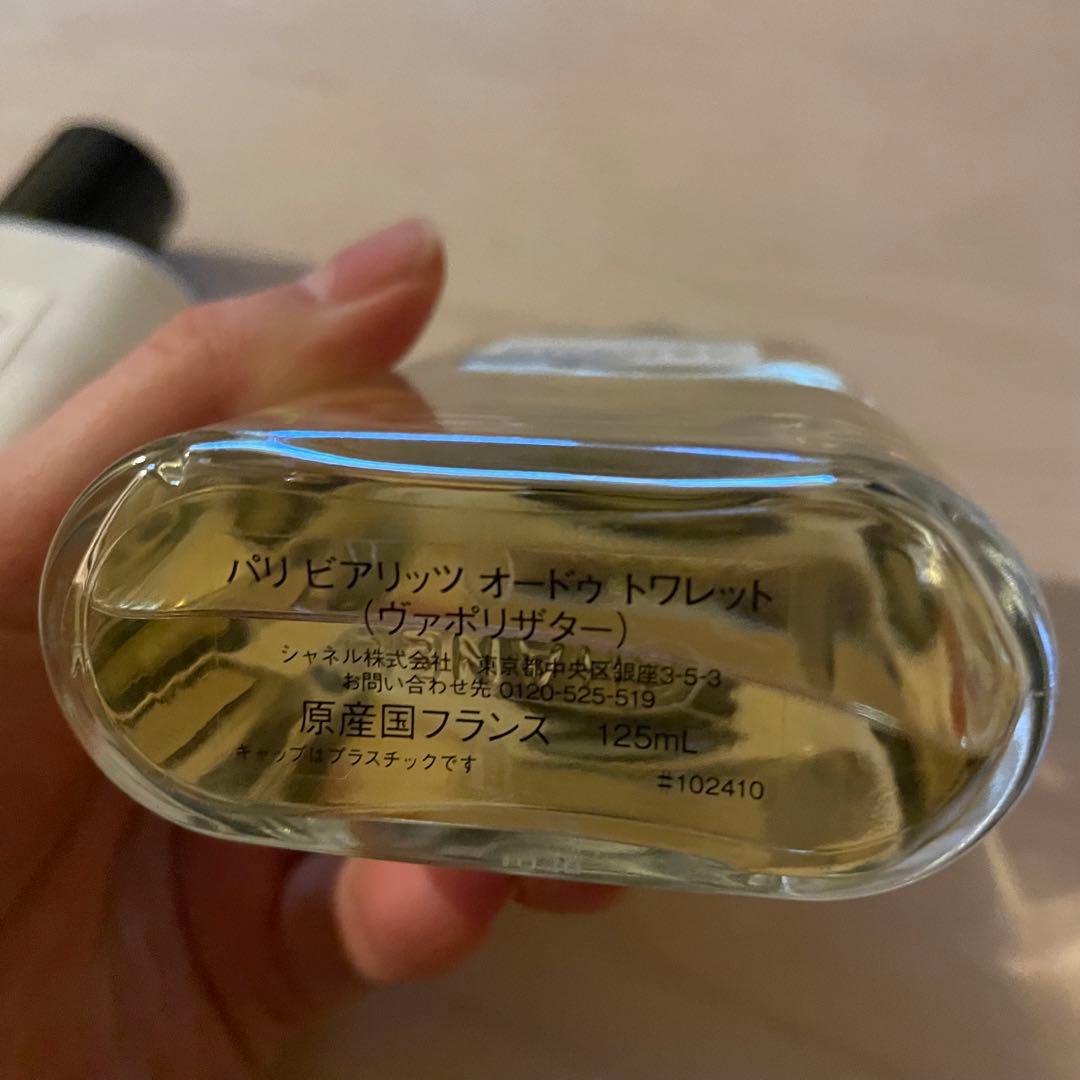 パリ ビアリッツ オードゥ トワレット
(ヴァポリザター)
シャネル株式会社 東京都中央区銀座3-5-3
お問い合わせ先 0120-525-519
原産国フランス 125mL
キャップはプラスチックです
#102410